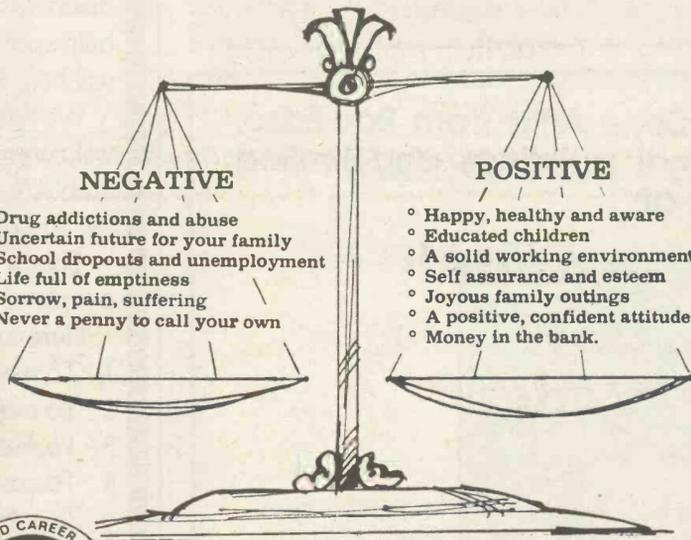 NEGATIVE
Drug addictions and abuse
Uncertain future for your family
School dropouts and unemployment
Life full of emptiness
Sorrow, pain, suffering
Never a penny to call your own
POSITIVE
° Happy, healthy and aware
° Educated children
° A solid working environment
° Self assurance and esteem
° Joyous family outings
° A positive, confident attitude
° Money in the bank.
D CAREER